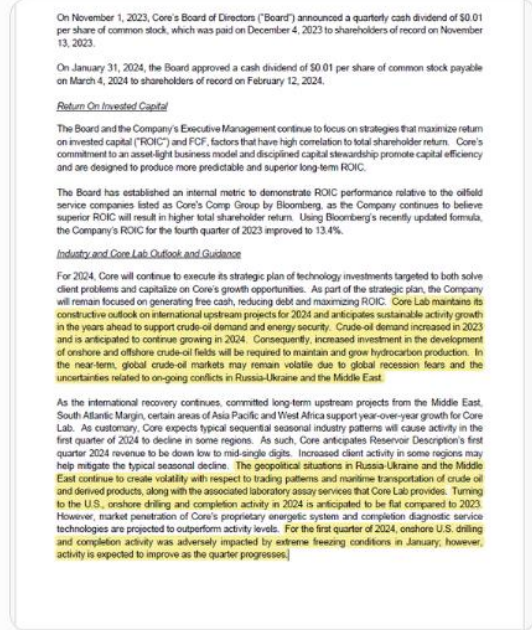 On November 1, 2023, Core's Board of Directors ("Board") announced a quarterly cash dividend of $0.01
per share of common stock, which was paid on December 4, 2023 to shareholders of record on November
13, 2023.
On January 31, 2024, the Board approved a cash dividend of $0.01 per share of common stock payable
on March 4, 2024 to shareholders of record on February 12, 2024.
Return On Invested Capital
The Board and the Company's Executive Management continue to focus on strategies that maximize return
on invested capital ("ROIC") and FCF, factors that have high correlation to total shareholder return. Core's
commitment to an asset-light business model and disciplined capital stewardship promote capital efficiency
and are designed to produce more predictable and superior long-term ROIC.
The Board has established an internal metric to demonstrate ROIC performance relative to the oilfield
service companies listed as Core's Comp Group by Bloomberg, as the Company continues to believe
superior ROIC will result in higher total shareholder return. Using Bloomberg's recently updated formula,
the Company's ROIC for the fourth quarter of 2023 improved to 13.4%.
Industry and Core Lab Outlook and Guidance
For 2024, Core will continue to execute its strategic plan of technology investments targeted to both solve
client problems and capitalize on Core's growth opportunities. As part of the strategic plan, the Company
will remain focused on generating free cash, reducing debt and maximizing ROIC. Core Lab maintains its
constructive outlook on international upstream projects for 2024 and anticipates sustainable activity growth
in the years ahead to support crude-oil demand and energy security. Crude-oil demand increased in 2023
and is anticipated to continue growing in 2024. Consequently, increased investment in the development
of onshore and offshore crude-oil fields will be required to maintain and grow hydrocarbon production. In
the near-term, global crude-oil markets may remain volatile due to global recession fears and the
uncertainties related to on-going conflicts in Russia-Ukraine and the Middle East.
As the international recovery continues, committed long-term upstream projects from the Middle East,
South Atlantic Margin, certain areas of Asia Pacific and West Africa support year-over-year growth for Core
Lab. As customary, Core expects typical sequential seasonal industry patterns will cause activity in the
first quarter of 2024 to decline in some regions. As such, Core anticipates Reservoir Description's first
quarter 2024 revenue to be down low to mid-single digits. Increased client activity in some regions may
help mitigate the typical seasonal decline. The geopolitical situations in Russia-Ukraine and the Middle
East continue to create volatility with respect to trading patterns and maritime transportation of crude oil
and derived products, along with the associated laboratory assay services that Core Lab provides. Turning
to the U.S., onshore drilling and completion activity in 2024 is anticipated to be flat compared to 2023.
However, market penetration of Core's proprietary energetic system and completion diagnostic service
technologies are projected to outperform activity levels. For the first quarter of 2024, onshore U.S. drilling
and completion activity was adversely impacted by extreme freezing conditions in January; however,
activity is expected to improve as the quarter progresses.